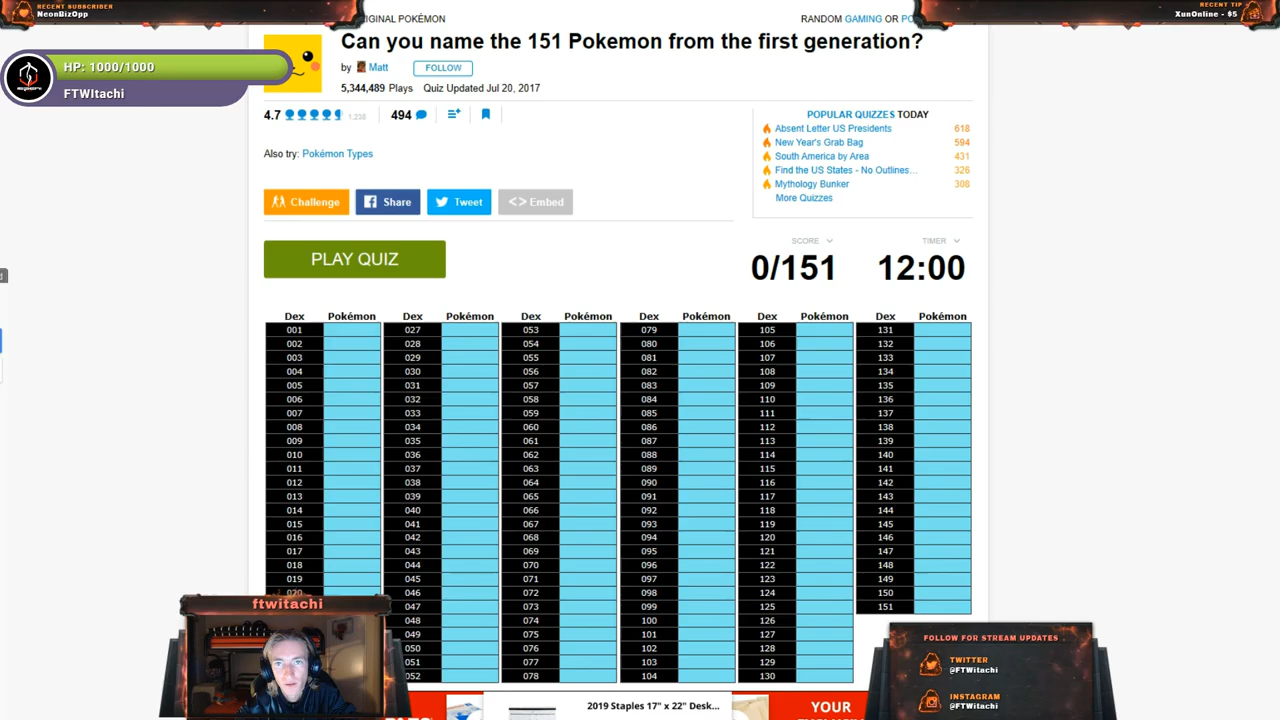 RECENT SUBSCRIBER
NeonBizOpp
RECENT TIP
XunOnline - $5
IGINAL POKÉMON
RANDOM GAMING OR PO
HP: 1000/1000
FTWItachi
Can you name the 151 Pokemon from the first generation?
by Matt FOLLOW
5,344,489 Plays Quiz Updated Jul 20, 2017
4.7 1,238 494
Also try: Pokémon Types
POPULAR QUIZZES TODAY
Absent Letter US Presidents 618
New Year's Grab Bag 594
South America by Area 431
Find the US States - No Outlines... 326
Mythology Bunker 308
More Quizzes
Challenge Share Tweet <> Embed
PLAY QUIZ
SCORE TIMER
0/151 12:00
Dex Pokémon Dex Pokémon Dex Pokémon Dex Pokémon Dex Pokémon Dex Pokémon
001 027 053 079 105 131
002 028 054 080 106 132
003 029 055 081 107 133
004 030 056 082 108 134
005 031 057 083 109 135
006 032 058 084 110 136
007 033 059 085 111 137
008 034 060 086 112 138
009 035 061 087 113 139
010 036 062 088 114 140
011 037 063 089 115 141
012 038 064 090 116 142
013 039 065 091 117 143
014 040 066 092 118 144
015 041 067 093 119 145
016 042 068 094 120 146
017 043 069 095 121 147
018 044 070 096 122 148
019 045 071 097 123 149
020 046 072 098 124 150
047 073 099 125 151
048 074 100 126
049 075 101 127
050 076 102 128
051 077 103 129
052 078 104 130
ftwitachi
FOLLOW FOR STREAM UPDATES
TWITTER
@FTWitachi
INSTAGRAM
@FTWitachi
2019 Staples 17" x 22" Desk...
YOUR